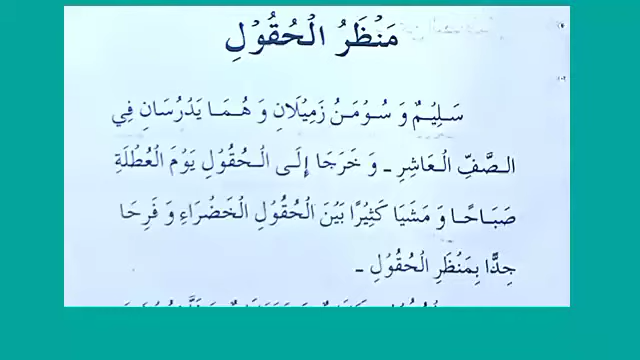 مَنْظَرُ الْحُقُوْلِ
سَلِيْمٌ وَ سُوْمَنُ زَمِيْلَانِ وَ هُمَا يَدْرُسَانِ فِي
الصَّفِّ الْعَاشِرِ - وَ خَرَجَا إِلَى الْحُقُوْلِ يَوْمَ الْعُطْلَةِ
صَبَاحًا وَ مَشَيَا كَثِيْرًا بَيْنَ الْحُقُوْلِ الْخَضْرَاءِ وَ فَرِحَا
جِدًّا بِمَنْظَرِ الْحُقُوْلِ -